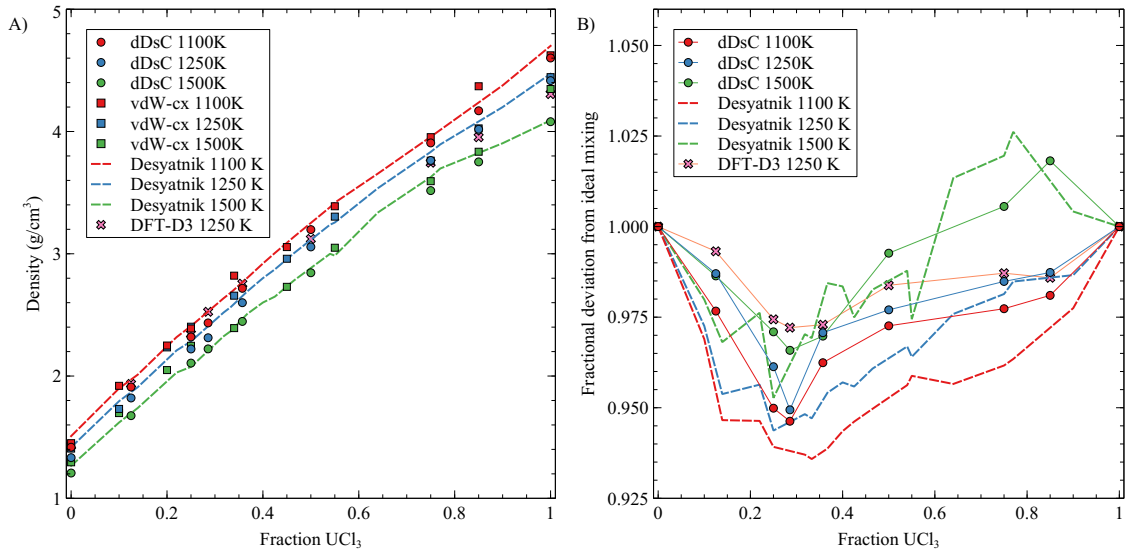 A)
5
4
3
2
1
0
0.2
0.4
0.6
0.8
1
Density (g/cm³)
Fraction UCl₃
dDsC 1100K
dDsC 1250K
dDsC 1500K
vdW-cx 1100K
vdW-cx 1250K
vdW-cx 1500K
Desyatnik 1100 K
Desyatnik 1250 K
Desyatnik 1500 K
DFT-D3 1250 K
B)
1.050
1.025
1.000
0.975
0.950
0.925
0
0.2
0.4
0.6
0.8
1
Fractional deviation from ideal mixing
Fraction UCl₃
dDsC 1100K
dDsC 1250K
dDsC 1500K
Desyatnik 1100 K
Desyatnik 1250 K
Desyatnik 1500 K
DFT-D3 1250 K